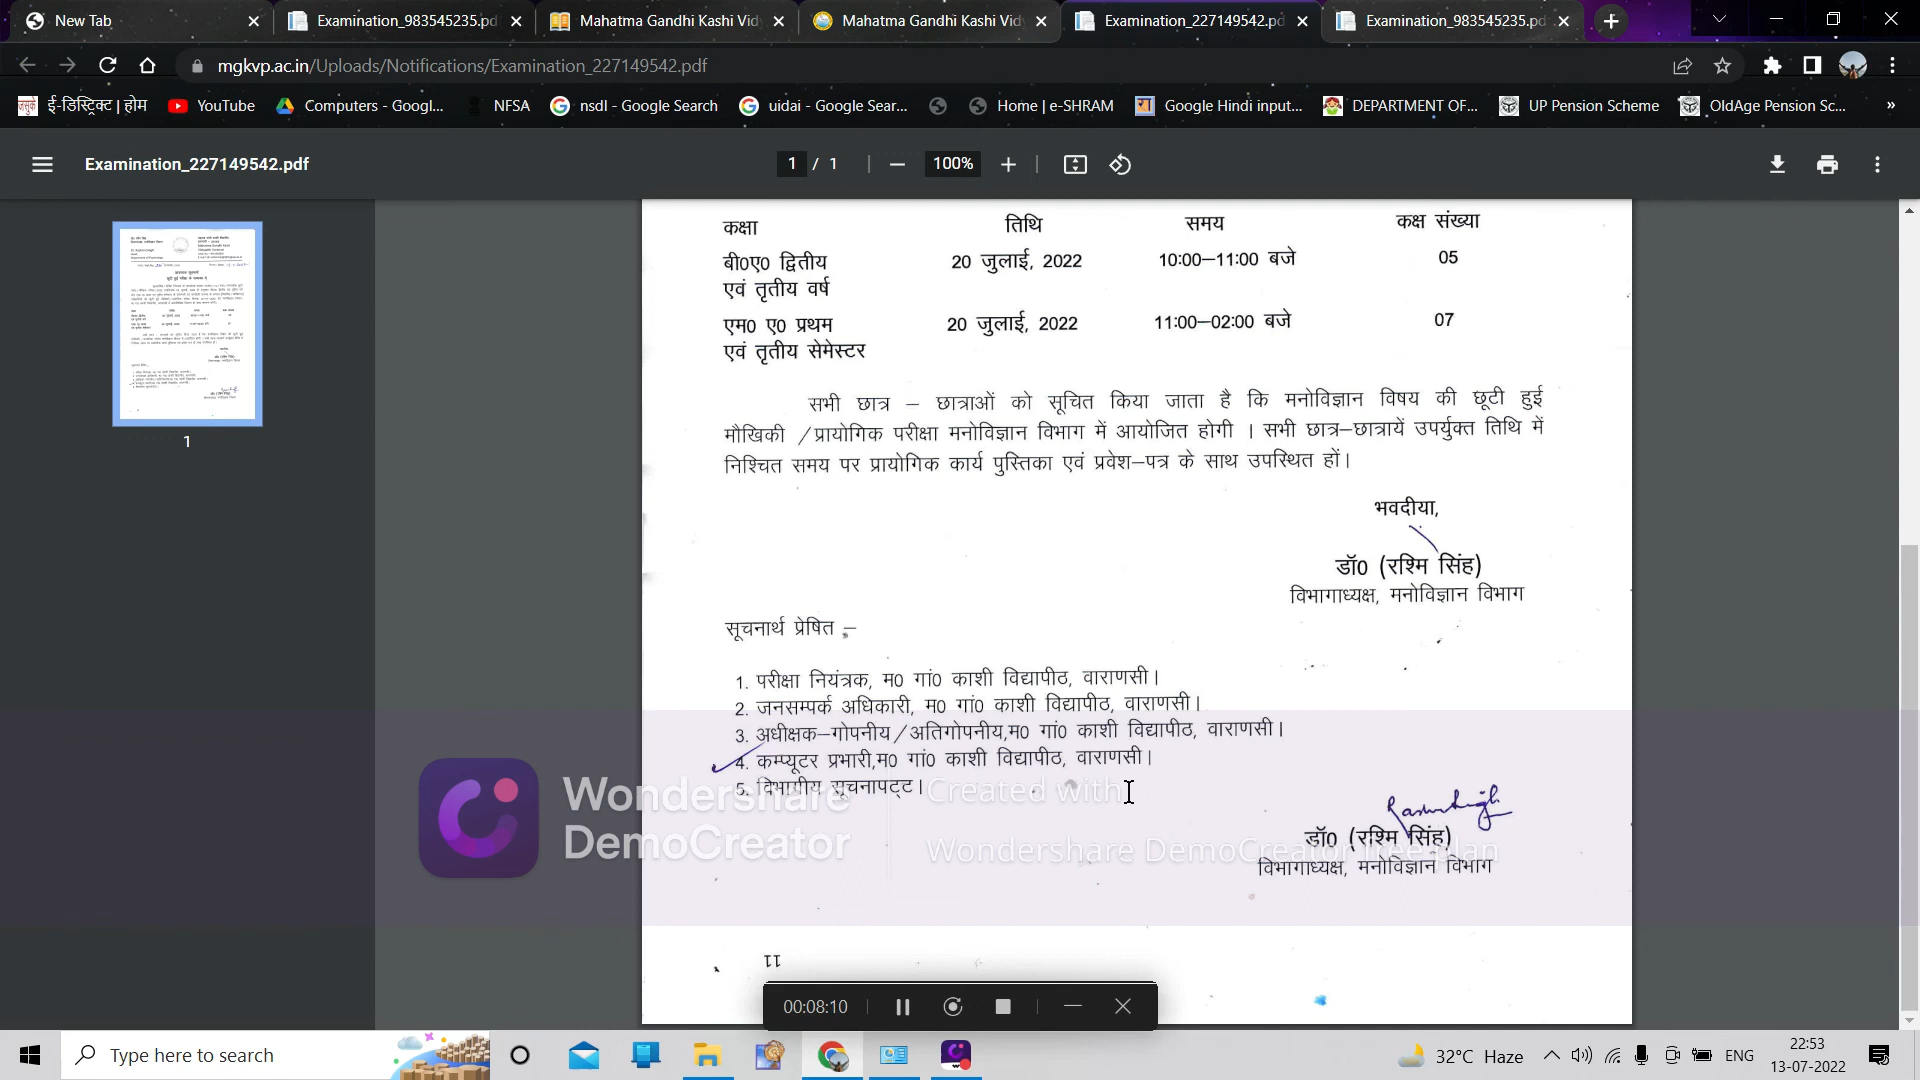 New Tab
Examination_983545235.pd
Mahatma Gandhi Kashi Vid
Mahatma Gandhi Kashi Vidy
Examination_227149542.pd
Examination_983545235.pd
mgkvp.ac.in/Uploads/Notifications/Examination_227149542.pdf
ई-डिस्ट्रिक्ट | होम
YouTube
Computers - Googl...
NFSA
nsdl - Google Search
uidai - Google Sear...
Home | e-SHRAM
Google Hindi input...
DEPARTMENT OF...
UP Pension Scheme
OldAge Pension Sc...
Examination_227149542.pdf
1 / 1
100%
1
कक्षा तिथि समय कक्ष संख्या
बी0ए0 द्वितीय 20 जुलाई, 2022 10:00–11:00 बजे 05
एवं तृतीय वर्ष
एम0 ए0 प्रथम 20 जुलाई, 2022 11:00–02:00 बजे 07
एवं तृतीय सेमेस्टर
सभी छात्र – छात्राओं को सूचित किया जाता है कि मनोविज्ञान विषय की छूटी हुई
मौखिकी /प्रायोगिक परीक्षा मनोविज्ञान विभाग में आयोजित होगी । सभी छात्र–छात्रायें उपर्युक्त तिथि में
निश्चित समय पर प्रायोगिक कार्य पुस्तिका एवं प्रवेश–पत्र के साथ उपस्थित हों।
भवदीया,
डॉ0 (रश्मि सिंह)
विभागाध्यक्ष, मनोविज्ञान विभाग
सूचनार्थ प्रेषित :–
1. परीक्षा नियंत्रक, म0 गां0 काशी विद्यापीठ, वाराणसी।
2. जनसम्पर्क अधिकारी, म0 गां0 काशी विद्यापीठ, वाराणसी।
3. अधीक्षक–गोपनीय/अतिगोपनीय,म0 गां0 काशी विद्यापीठ, वाराणसी।
4. कम्प्यूटर प्रभारी,म0 गां0 काशी विद्यापीठ, वाराणसी।
5. विभागीय सूचनापट्ट।
Wondershare
DemoCreator
Created with
Wondershare DemoCreator free plan
डॉ0 (रश्मि सिंह)
विभागाध्यक्ष, मनोविज्ञान विभाग
11
00:08:10
Type here to search
32°C Haze
ENG
22:53
13-07-2022